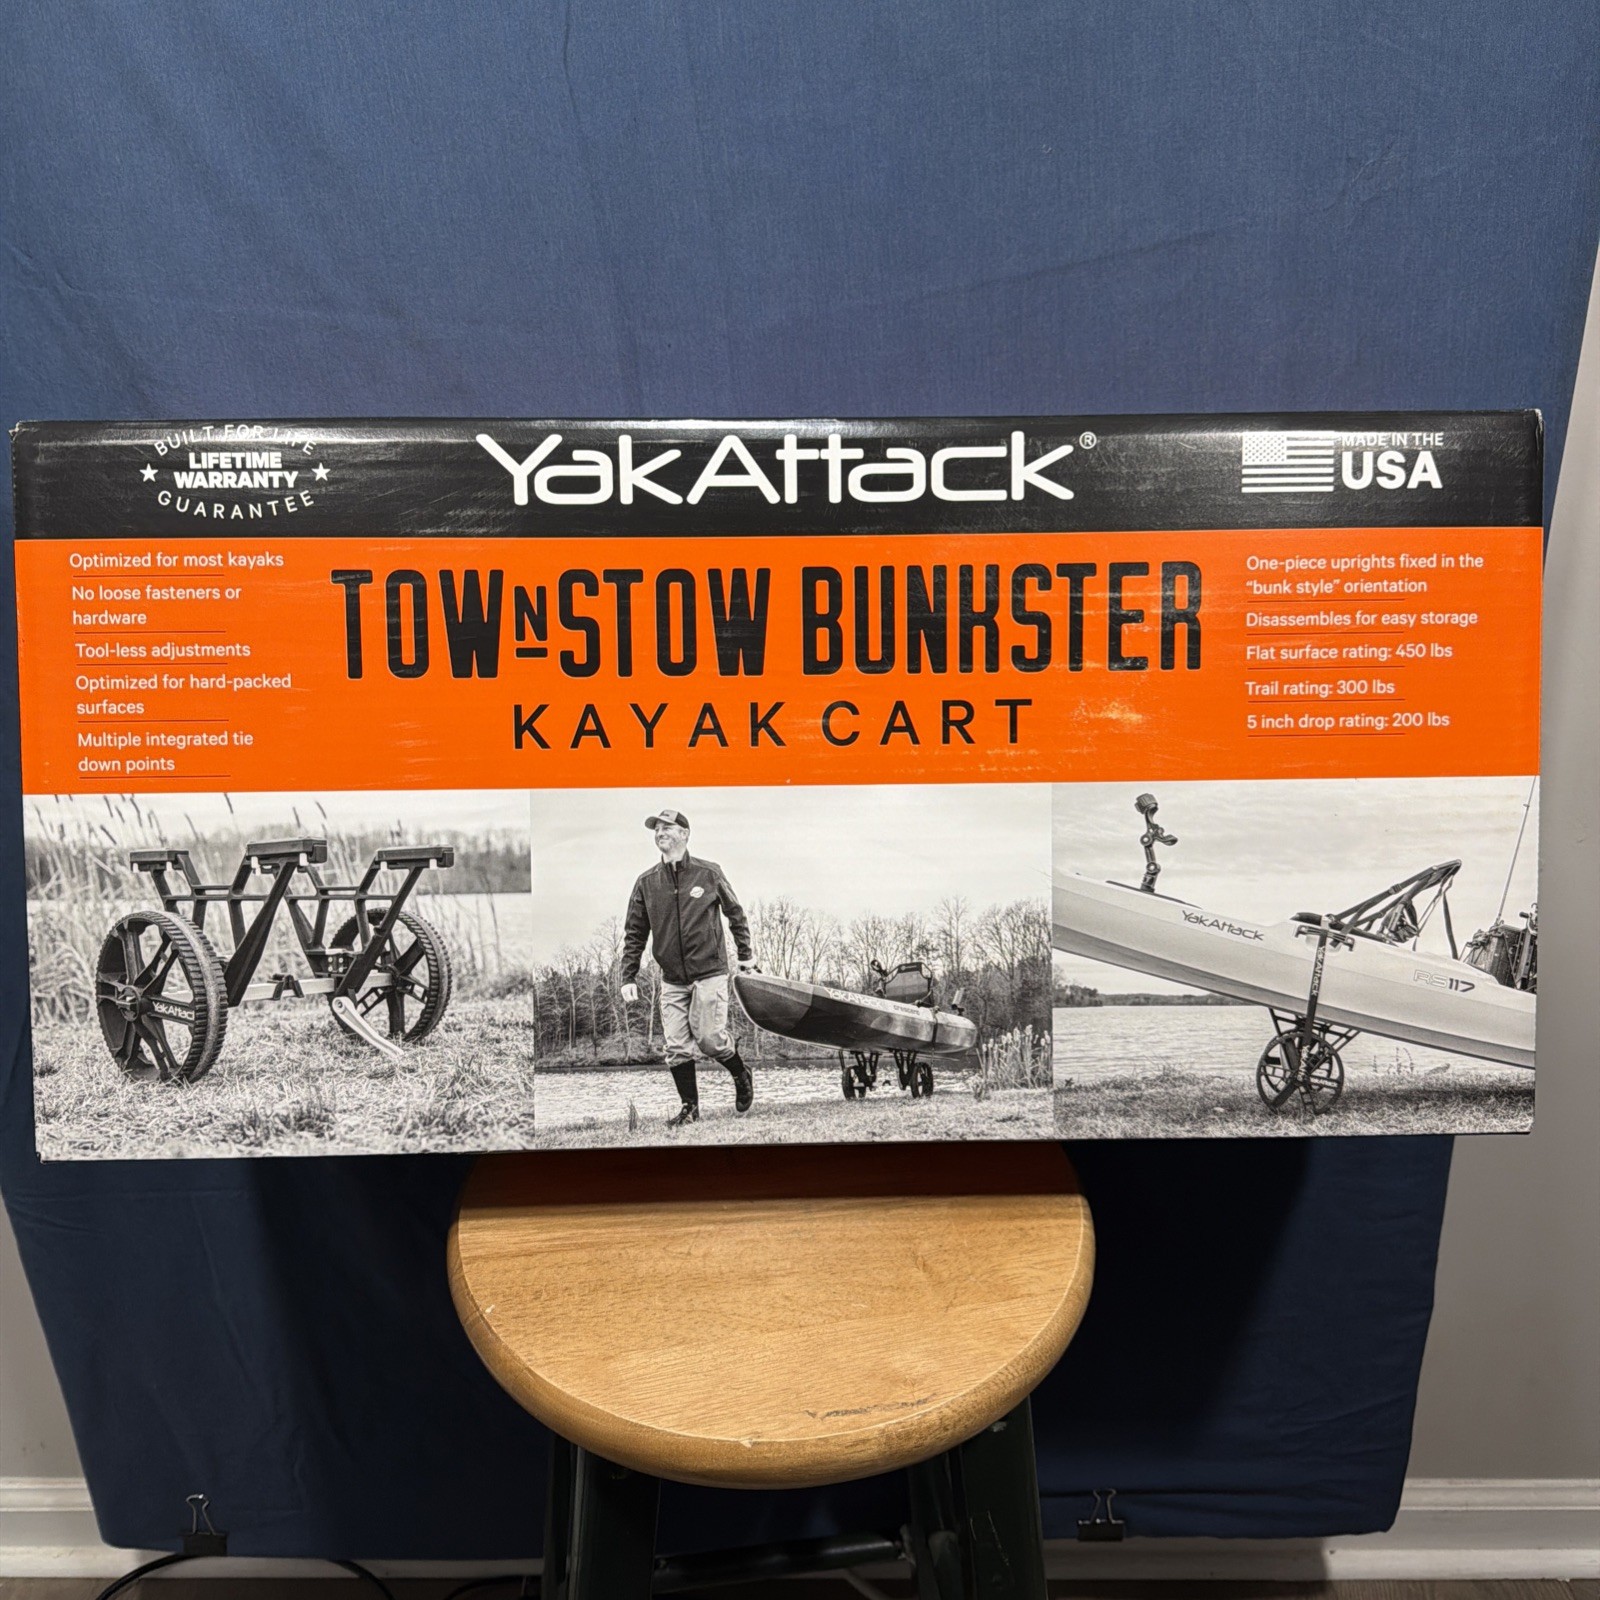 BUILT FOR LIFE
LIFETIME
WARRANTY
GUARANTEE
YakAttack®
MADE IN THE
USA
Optimized for most kayaks
No loose fasteners or
hardware
Tool-less adjustments
Optimized for hard-packed
surfaces
Multiple integrated tie
down points
TOWNSTOW BUNKSTER
KAYAK CART
One-piece uprights fixed in the
"bunk style" orientation
Disassembles for easy storage
Flat surface rating: 450 lbs
Trail rating: 300 lbs
5 inch drop rating: 200 lbs
YakAttack
YakAttack
YakAttack
RS117